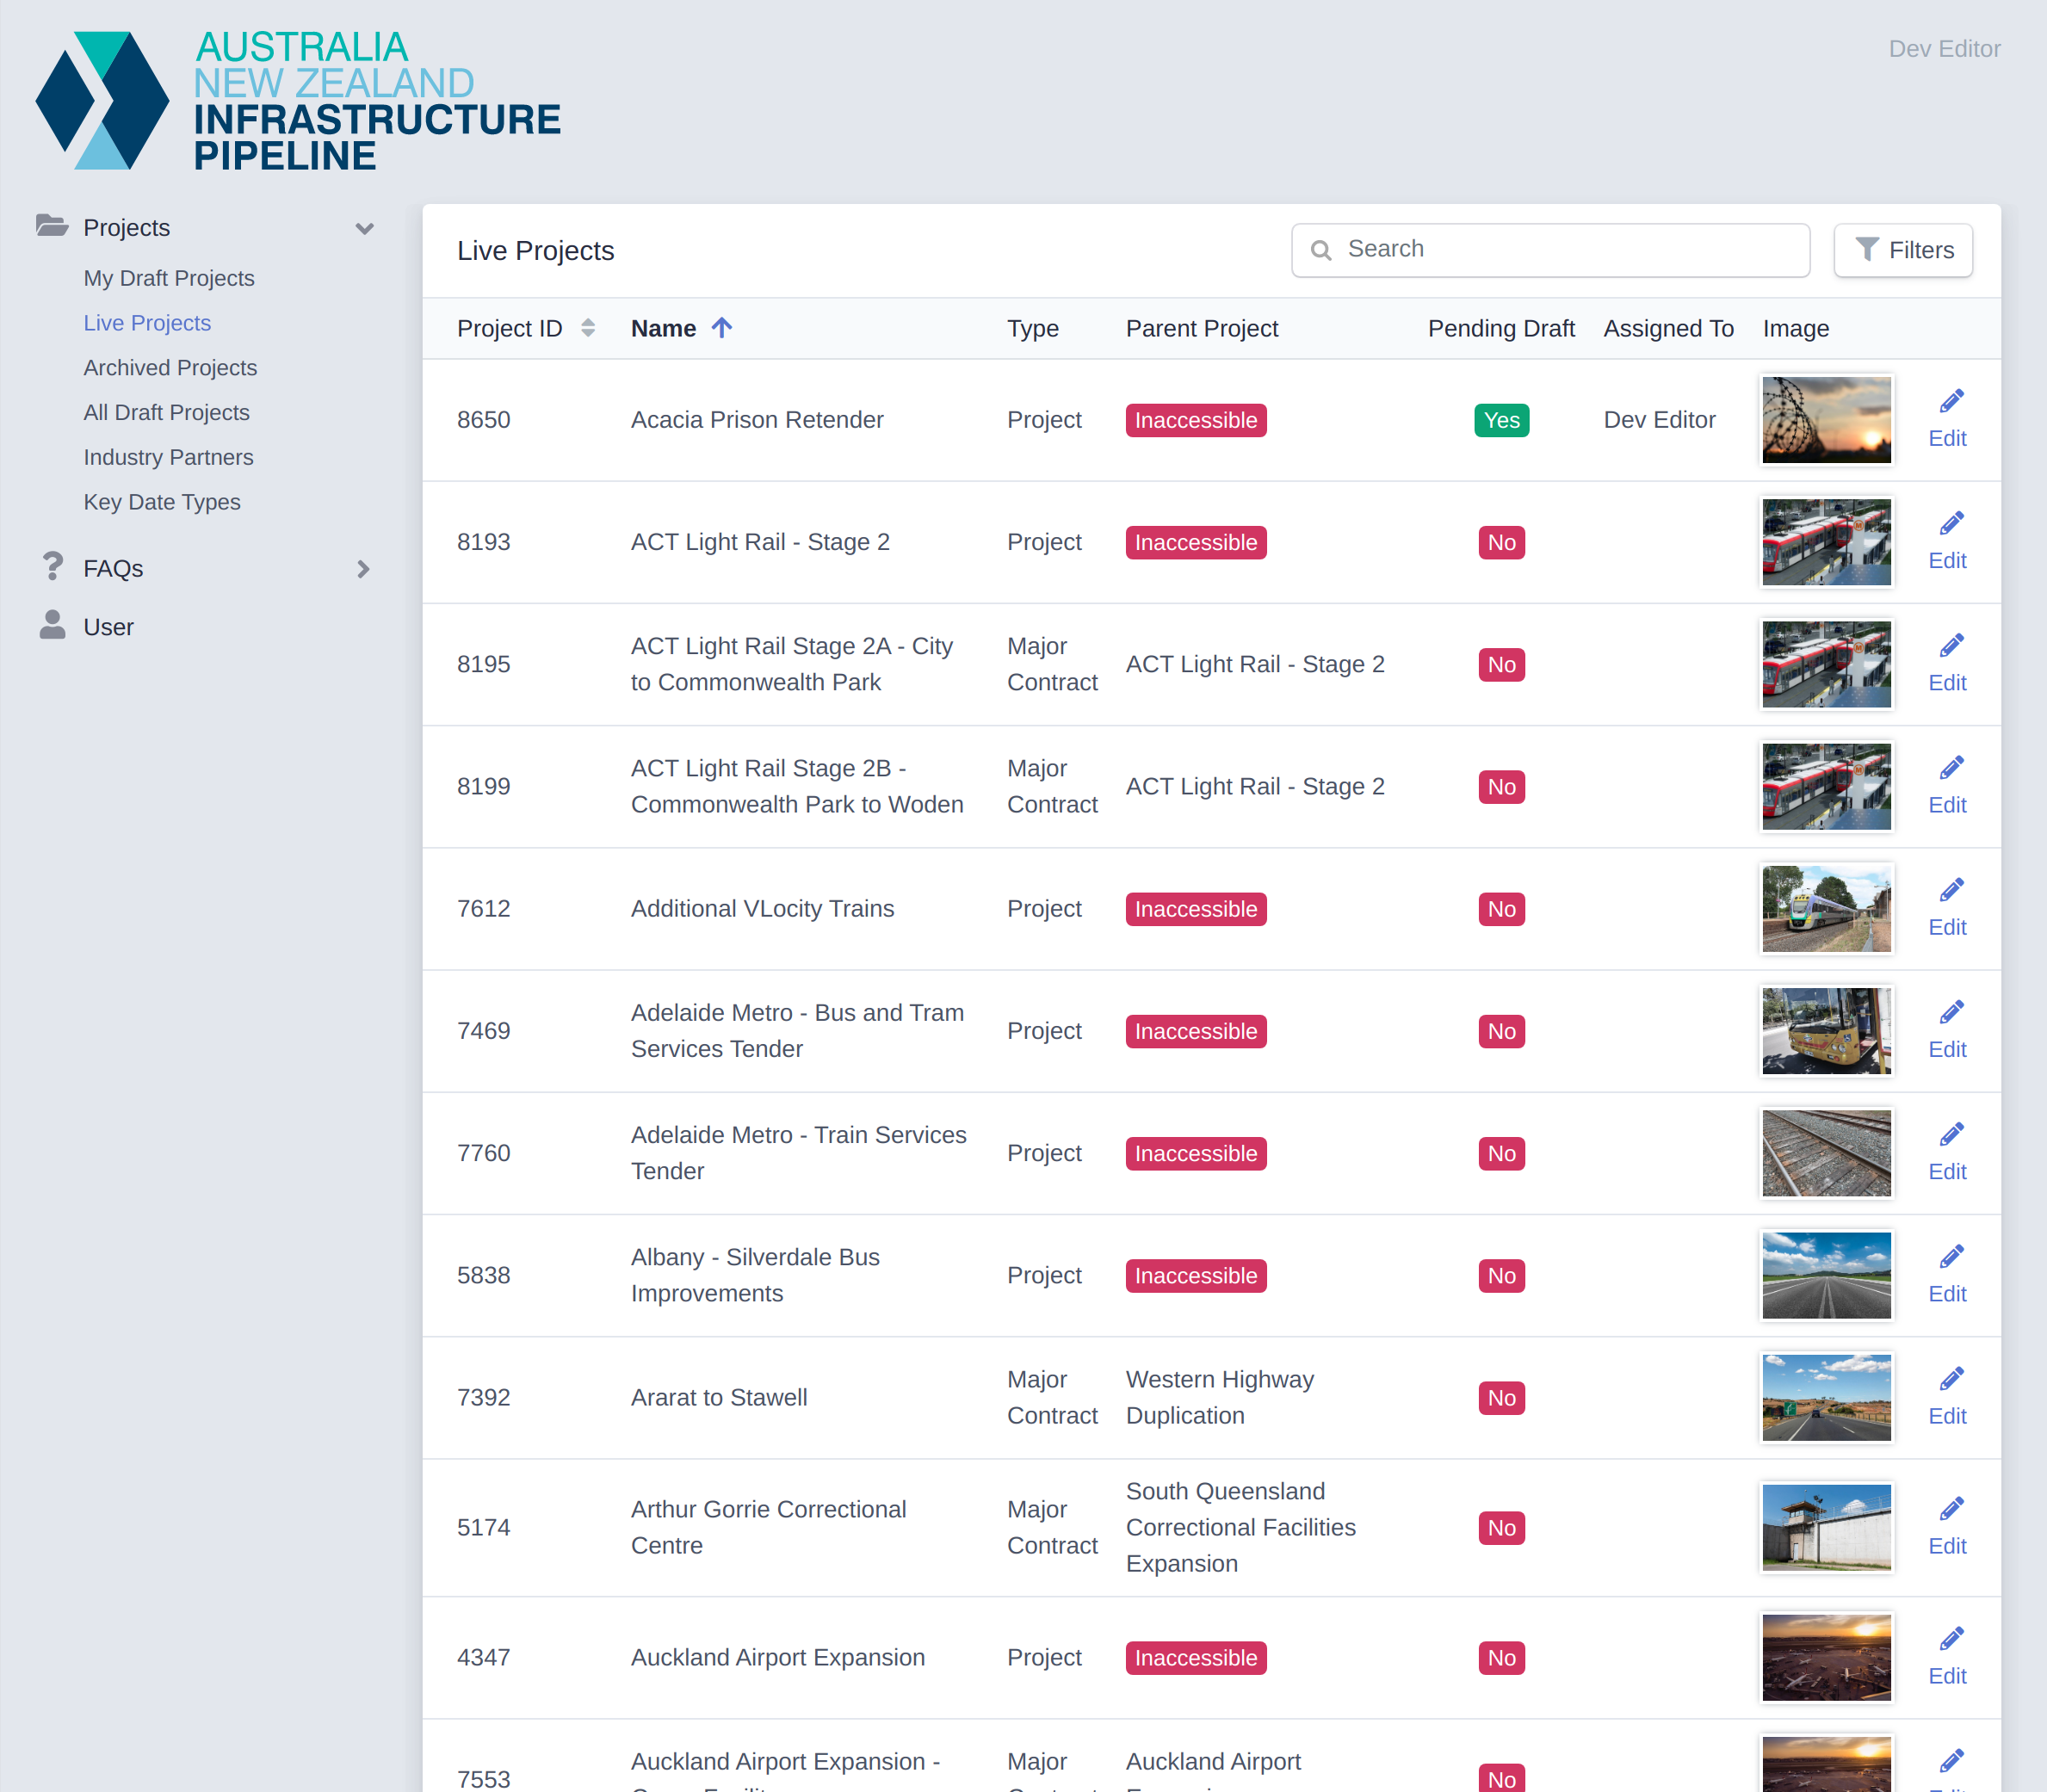 AUSTRALIA
NEW ZEALAND
INFRASTRUCTURE
PIPELINE
Dev Editor
Projects
My Draft Projects
Live Projects
Archived Projects
All Draft Projects
Industry Partners
Key Date Types
FAQs
User
Live Projects
Search
Filters
Project ID Name Type Parent Project Pending Draft Assigned To Image
8650 Acacia Prison Retender Project Inaccessible Yes Dev Editor Edit
8193 ACT Light Rail - Stage 2 Project Inaccessible No Edit
8195 ACT Light Rail Stage 2A - City
to Commonwealth Park Major
Contract ACT Light Rail - Stage 2 No Edit
8199 ACT Light Rail Stage 2B -
Commonwealth Park to Woden Major
Contract ACT Light Rail - Stage 2 No Edit
7612 Additional VLocity Trains Project Inaccessible No Edit
7469 Adelaide Metro - Bus and Tram
Services Tender Project Inaccessible No Edit
7760 Adelaide Metro - Train Services
Tender Project Inaccessible No Edit
5838 Albany - Silverdale Bus
Improvements Project Inaccessible No Edit
7392 Ararat to Stawell Major
Contract Western Highway
Duplication No Edit
5174 Arthur Gorrie Correctional
Centre Major
Contract South Queensland
Correctional Facilities
Expansion No Edit
4347 Auckland Airport Expansion Project Inaccessible No Edit
7553 Auckland Airport Expansion - Major Auckland Airport No